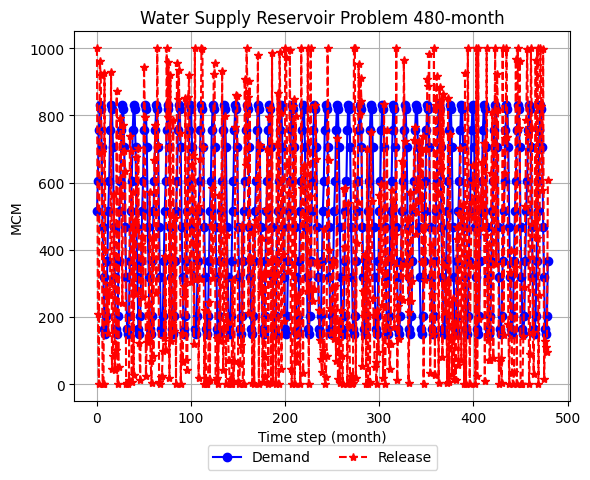 Water Supply Reservoir Problem 480-month
1000
800
600
400
200
0
MCM
0 100 200 300 400 500
Time step (month)
Demand Release